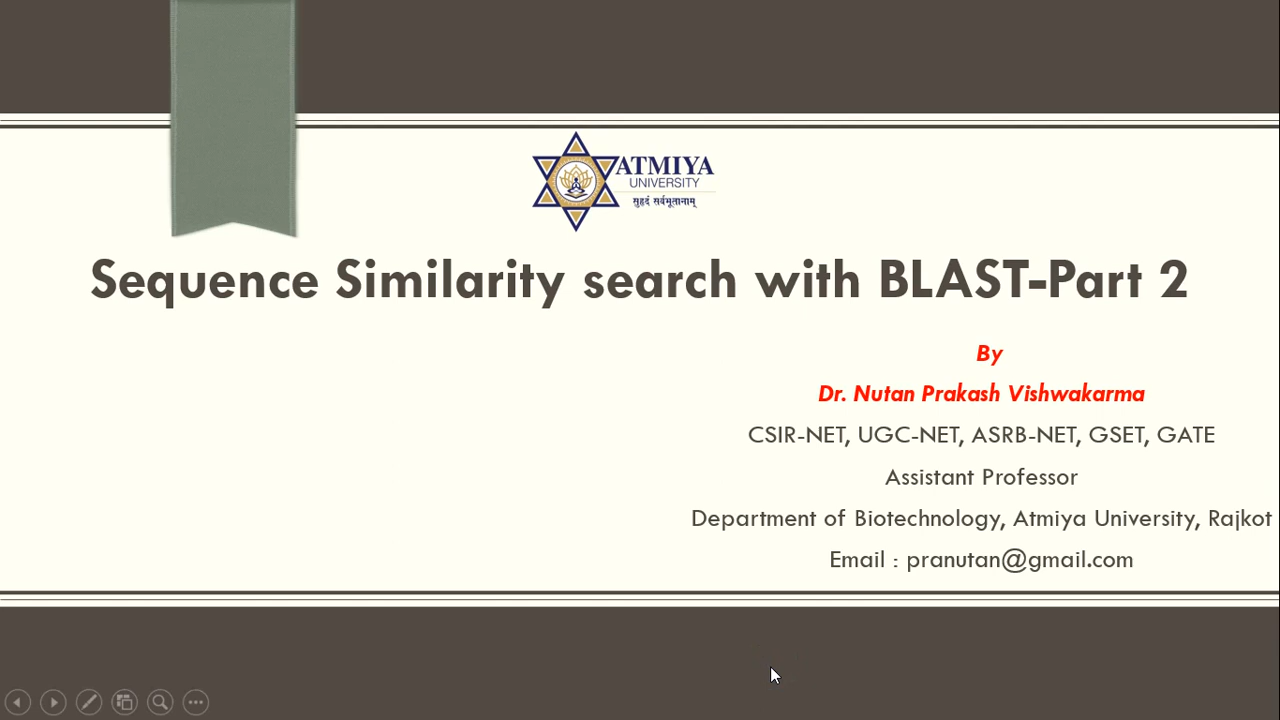 ATMIYA
UNIVERSITY
सुहृदं सर्वभूतानाम्
Sequence Similarity search with BLAST-Part 2
By
Dr. Nutan Prakash Vishwakarma
CSIR-NET, UGC-NET, ASRB-NET, GSET, GATE
Assistant Professor
Department of Biotechnology, Atmiya University, Rajkot
Email : pranutan@gmail.com